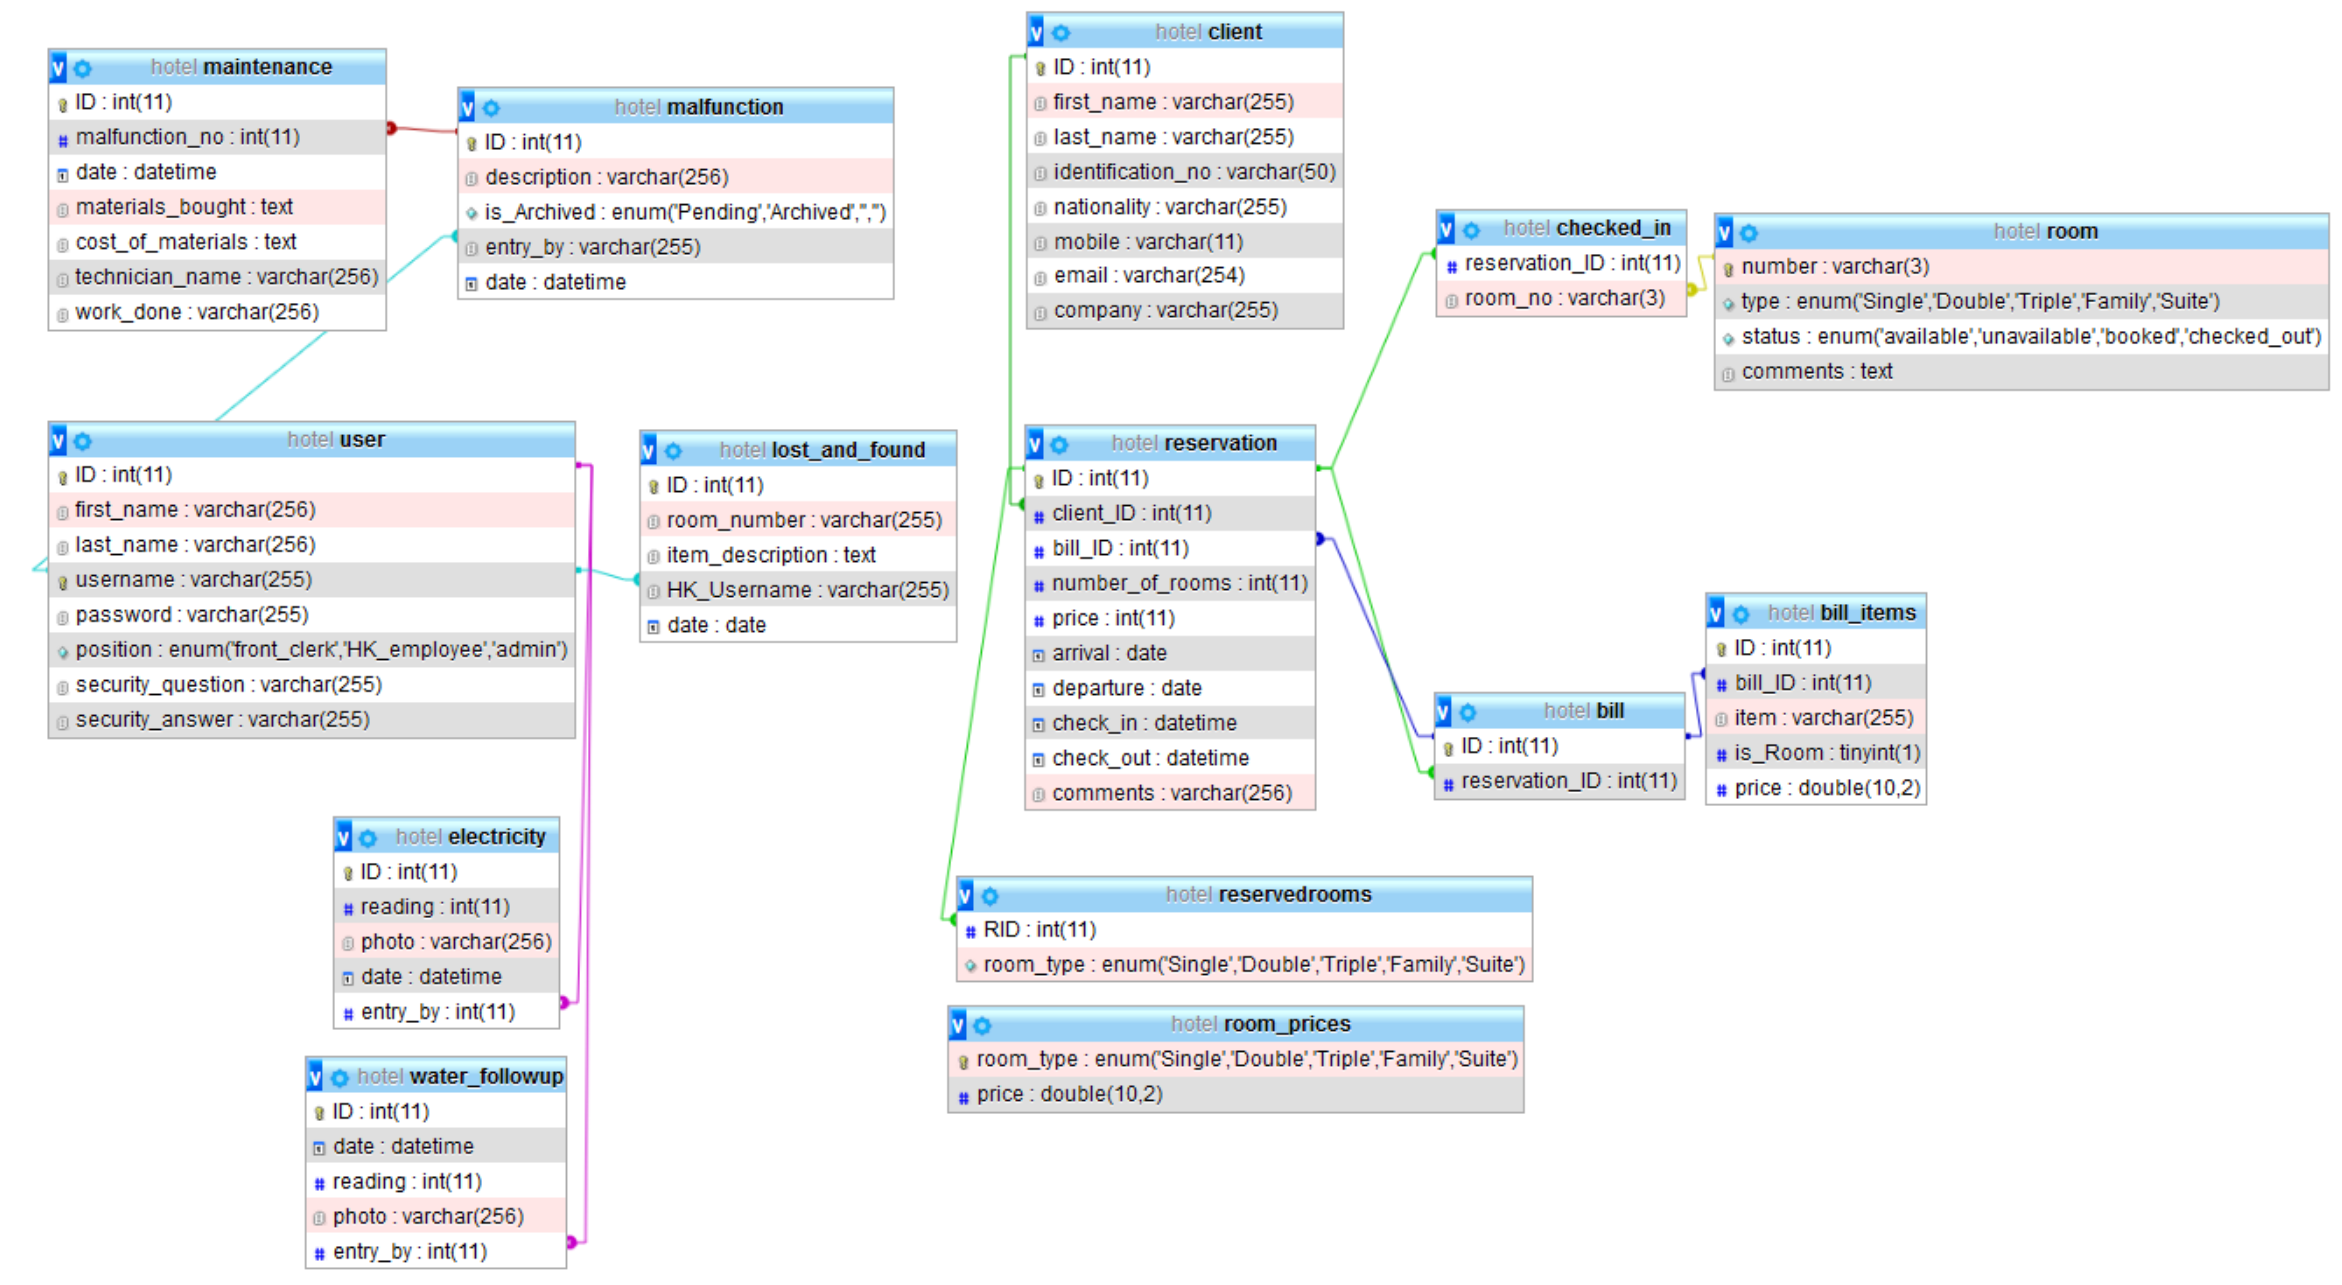 hotel maintenance
ID : int(11)
malfunction_no : int(11)
date : datetime
materials_bought : text
cost_of_materials : text
technician_name : varchar(256)
work_done : varchar(256)
hotel malfunction
ID : int(11)
description : varchar(256)
is_Archived : enum('Pending','Archived','','')
entry_by : varchar(255)
date : datetime
hotel client
ID : int(11)
first_name : varchar(255)
last_name : varchar(255)
identification_no : varchar(50)
nationality : varchar(255)
mobile : varchar(11)
email : varchar(254)
company : varchar(255)
hotel checked_in
reservation_ID : int(11)
room_no : varchar(3)
hotel room
number : varchar(3)
type : enum('Single','Double','Triple','Family','Suite')
status : enum('available','unavailable','booked','checked_out')
comments : text
hotel user
ID : int(11)
first_name : varchar(256)
last_name : varchar(256)
username : varchar(255)
password : varchar(255)
position : enum('front_clerk','HK_employee','admin')
security_question : varchar(255)
security_answer : varchar(255)
hotel lost_and_found
ID : int(11)
room_number : varchar(255)
item_description : text
HK_Username : varchar(255)
date : date
hotel reservation
ID : int(11)
client_ID : int(11)
bill_ID : int(11)
number_of_rooms : int(11)
price : int(11)
arrival : date
departure : date
check_in : datetime
check_out : datetime
comments : varchar(256)
hotel bill
ID : int(11)
reservation_ID : int(11)
hotel bill_items
ID : int(11)
bill_ID : int(11)
item : varchar(255)
is_Room : tinyint(1)
price : double(10,2)
hotel electricity
ID : int(11)
reading : int(11)
photo : varchar(256)
date : datetime
entry_by : int(11)
hotel reservedrooms
RID : int(11)
room_type : enum('Single','Double','Triple','Family','Suite')
hotel room_prices
room_type : enum('Single','Double','Triple','Family','Suite')
price : double(10,2)
hotel water_followup
ID : int(11)
date : datetime
reading : int(11)
photo : varchar(256)
entry_by : int(11)